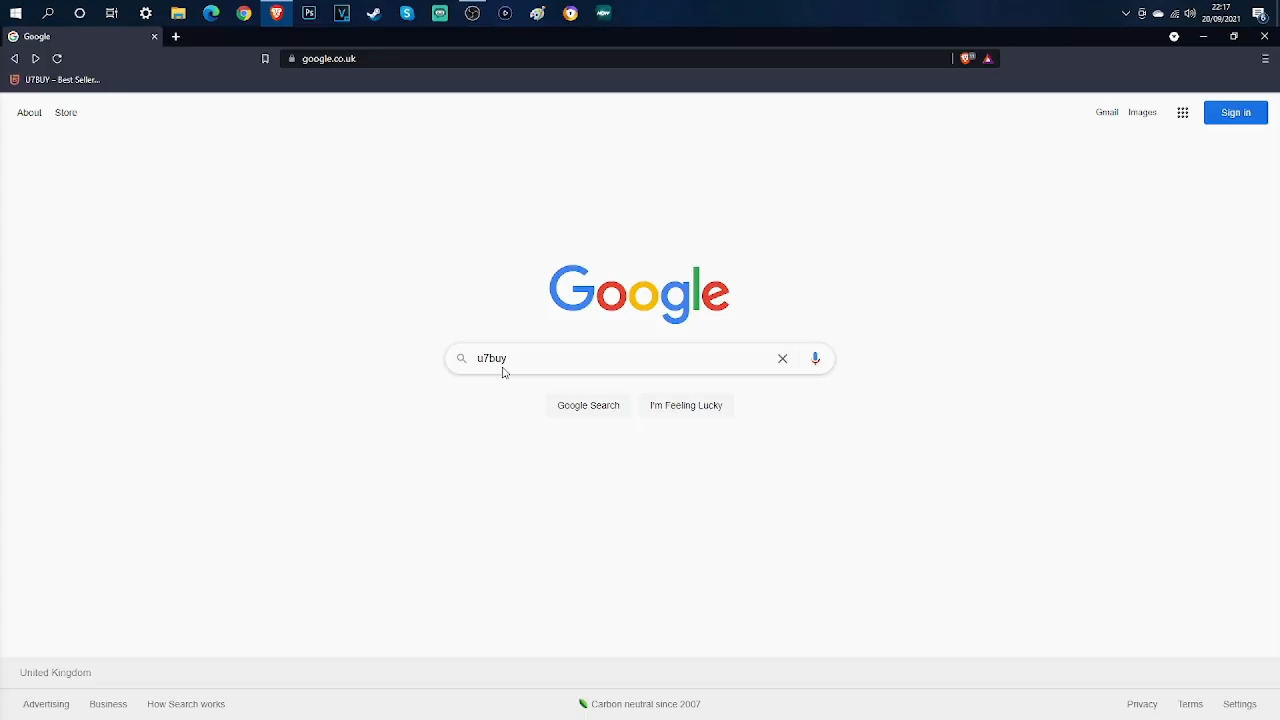 22:17
20/09/2021
Google
google.co.uk
U7BUY – Best Seller...
About Store
Gmail Images Sign in
Google
u7buy
Google Search I'm Feeling Lucky
United Kingdom
Advertising Business How Search works Carbon neutral since 2007 Privacy Terms Settings